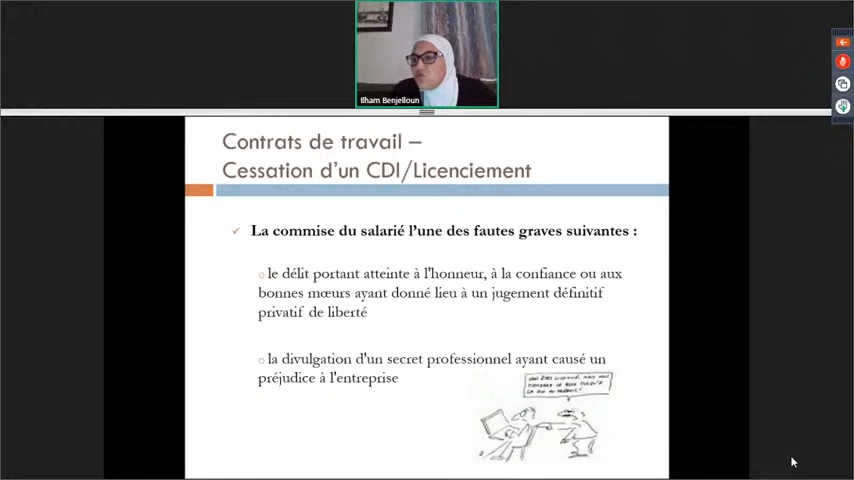 Ilham Benjelloun
Contrats de travail –
Cessation d'un CDI/Licenciement
La commise du salarié l'une des fautes graves suivantes :
le délit portant atteinte à l'honneur, à la confiance ou aux
bonnes mœurs ayant donné lieu à un jugement définitif
privatif de liberté
la divulgation d'un secret professionnel ayant causé un
préjudice à l'entreprise